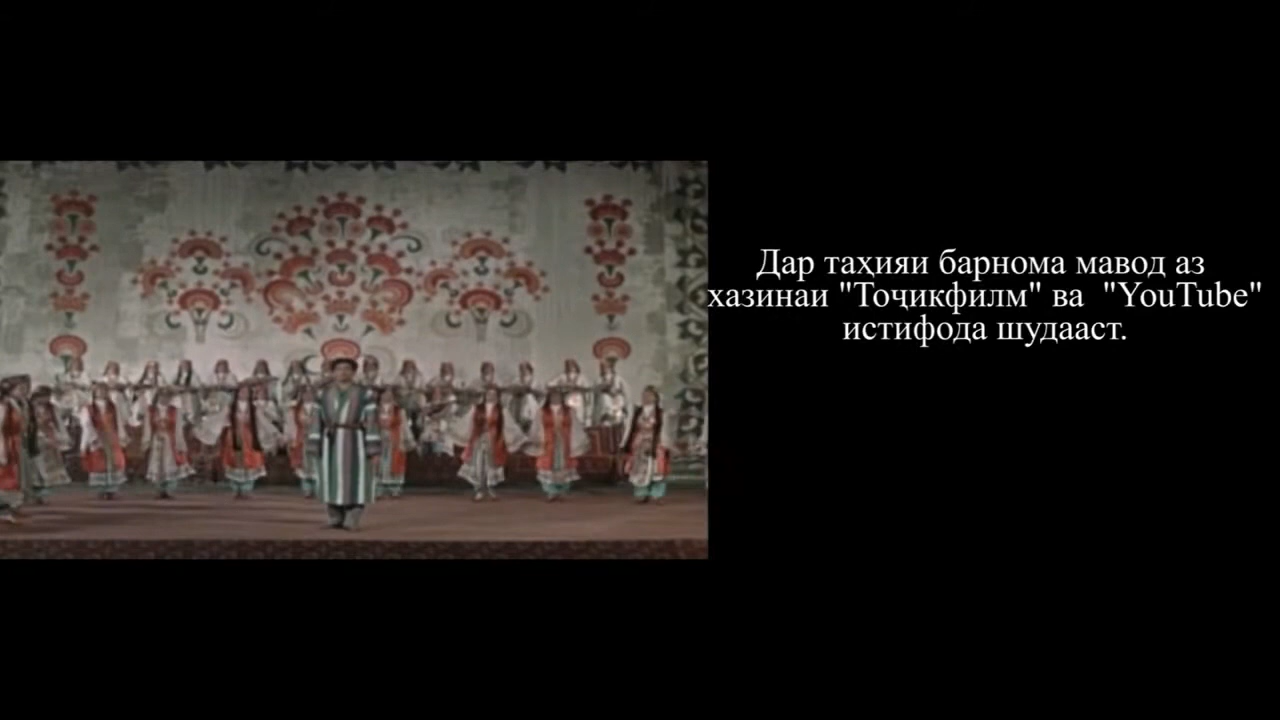 Дар таҳияи барнома мавод аз
хазинаи "Тоҷикфилм" ва "YouTube"
истифода шудааст.